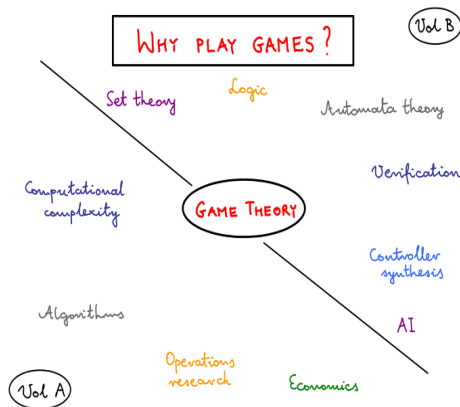 Vol B
WHY PLAY GAMES?
Logic
Set theory
Automata theory
Verification
Computational
complexity
GAME THEORY
Controller
synthesis
Algorithms
AI
Operations
research
Economics
Vol A